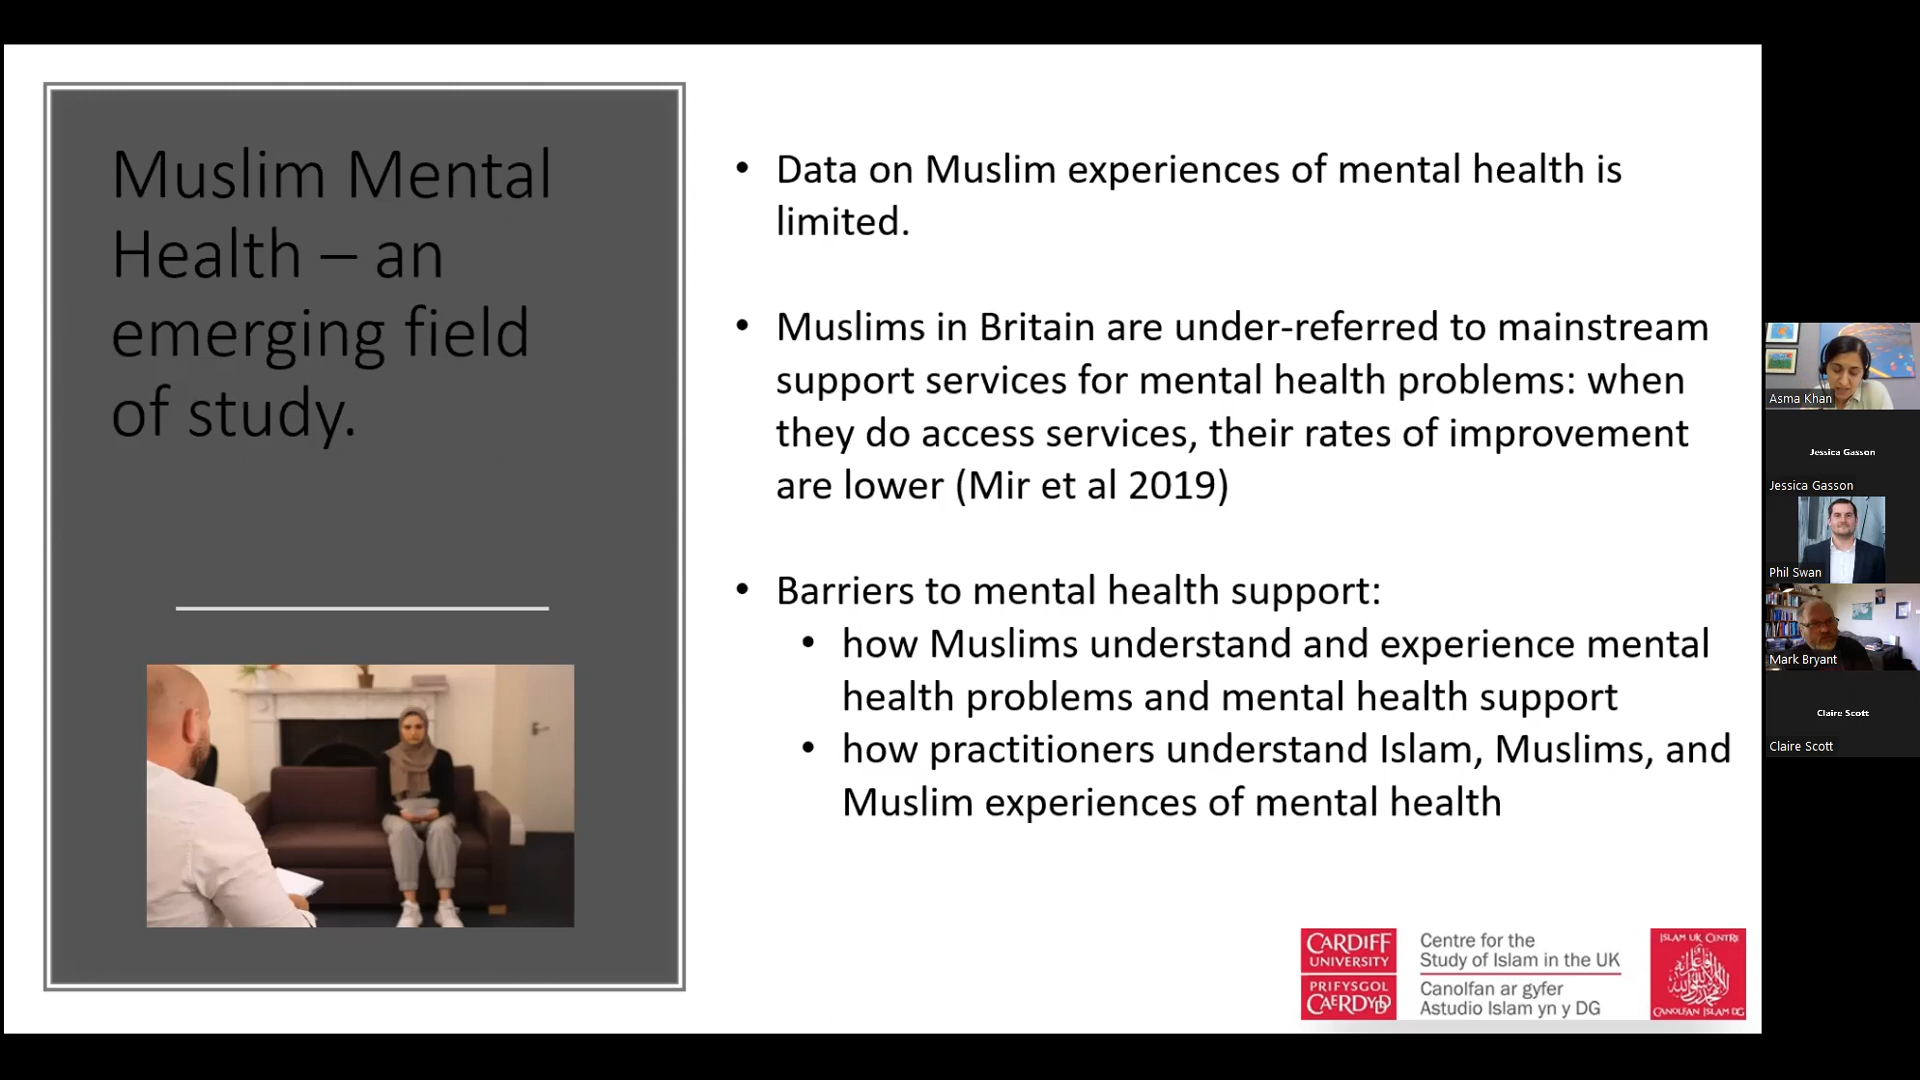 Muslim Mental
Health – an
emerging field
of study.
• Data on Muslim experiences of mental health is
limited.
• Muslims in Britain are under-referred to mainstream
support services for mental health problems: when
they do access services, their rates of improvement
are lower (Mir et al 2019)
• Barriers to mental health support:
• how Muslims understand and experience mental
health problems and mental health support
• how practitioners understand Islam, Muslims, and
Muslim experiences of mental health
CARDIFF
UNIVERSITY
PRIFYSGOL
CAERDYDD
Centre for the
Study of Islam in the UK
Canolfan ar gyfer
Astudio Islam yn y DG
ISLAM UK CENTRE
CANOLFAN ISLAM DG
Asma Khan
Jessica Gasson
Jessica Gasson
Phil Swan
Mark Bryant
Claire Scott
Claire Scott